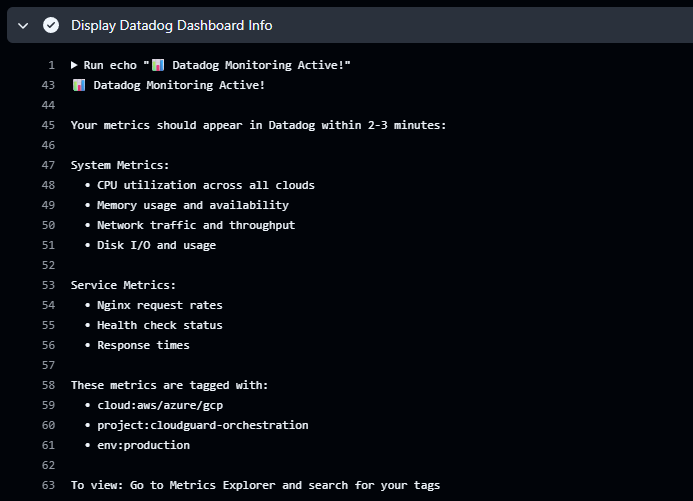 Display Datadog Dashboard Info
1 ▶ Run echo "📊 Datadog Monitoring Active!"
43 📊 Datadog Monitoring Active!
44
45 Your metrics should appear in Datadog within 2-3 minutes:
46
47 System Metrics:
48 • CPU utilization across all clouds
49 • Memory usage and availability
50 • Network traffic and throughput
51 • Disk I/O and usage
52
53 Service Metrics:
54 • Nginx request rates
55 • Health check status
56 • Response times
57
58 These metrics are tagged with:
59 • cloud:aws/azure/gcp
60 • project:cloudguard-orchestration
61 • env:production
62
63 To view: Go to Metrics Explorer and search for your tags